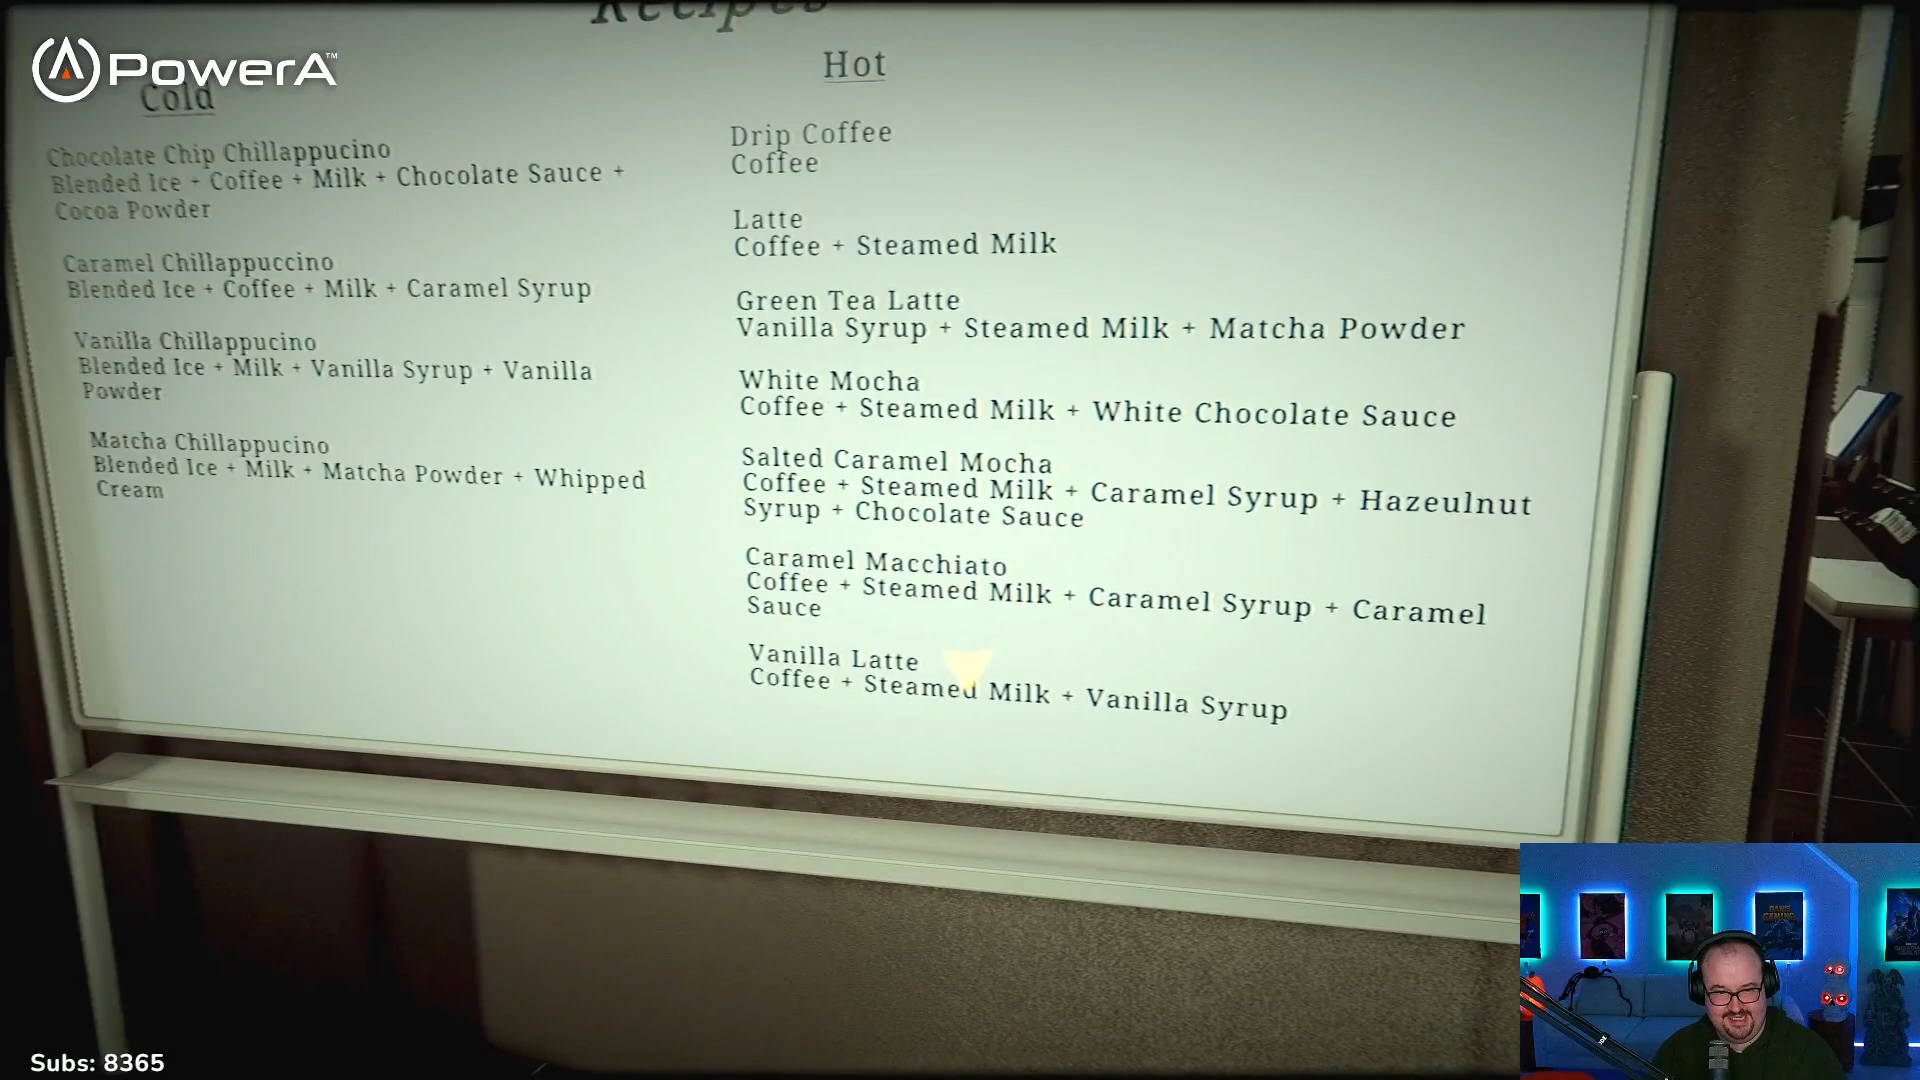 Recipes
PowerA™
Cold
Chocolate Chip Chillappucino
Blended Ice + Coffee + Milk + Chocolate Sauce +
Cocoa Powder
Caramel Chillappuccino
Blended Ice + Coffee + Milk + Caramel Syrup
Vanilla Chillappucino
Blended Ice + Milk + Vanilla Syrup + Vanilla
Powder
Matcha Chillappucino
Blended Ice + Milk + Matcha Powder + Whipped
Cream
Hot
Drip Coffee
Coffee
Latte
Coffee + Steamed Milk
Green Tea Latte
Vanilla Syrup + Steamed Milk + Matcha Powder
White Mocha
Coffee + Steamed Milk + White Chocolate Sauce
Salted Caramel Mocha
Coffee + Steamed Milk + Caramel Syrup + Hazeulnut
Syrup + Chocolate Sauce
Caramel Macchiato
Coffee + Steamed Milk + Caramel Syrup + Caramel
Sauce
Vanilla Latte
Coffee + Steamed Milk + Vanilla Syrup
Subs: 8365
DANS
GAMING